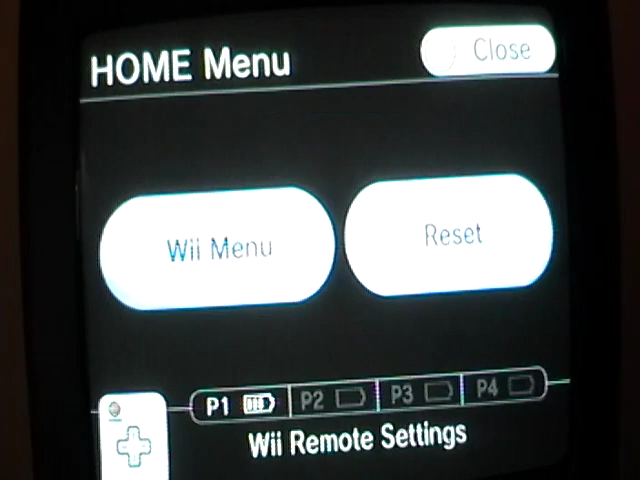 HOME Menu
Close
Wii Menu
Reset
P1
P2
P3
P4
Wii Remote Settings